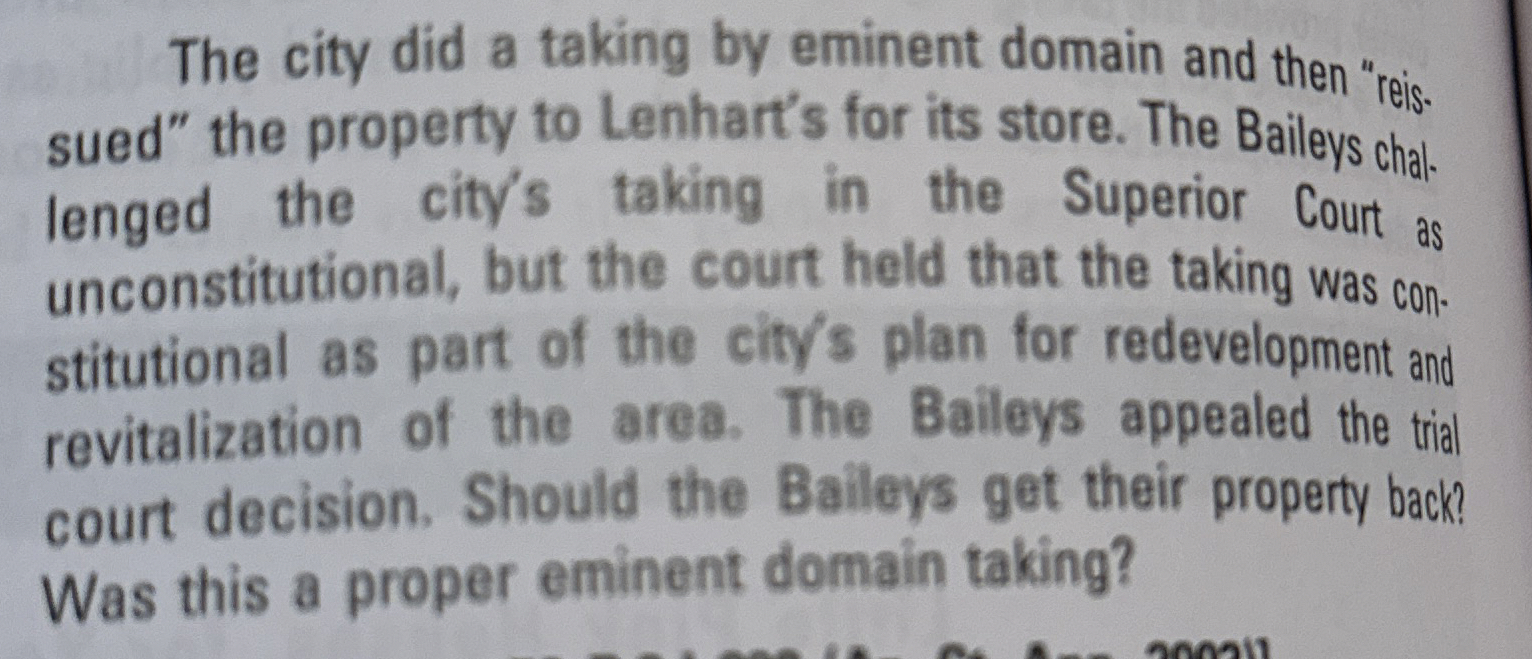 The city did a taking by eminent domain and then “reis-
sued” the property to Lenhart’s for its store. The Baileys chal-
lenged the city’s taking in the Superior Court as
unconstitutional, but the court held that the taking was con-
stitutional as part of the city’s plan for redevelopment and
revitalization of the area. The Baileys appealed the trial
court decision. Should the Baileys get their property back?
Was this a proper eminent domain taking?